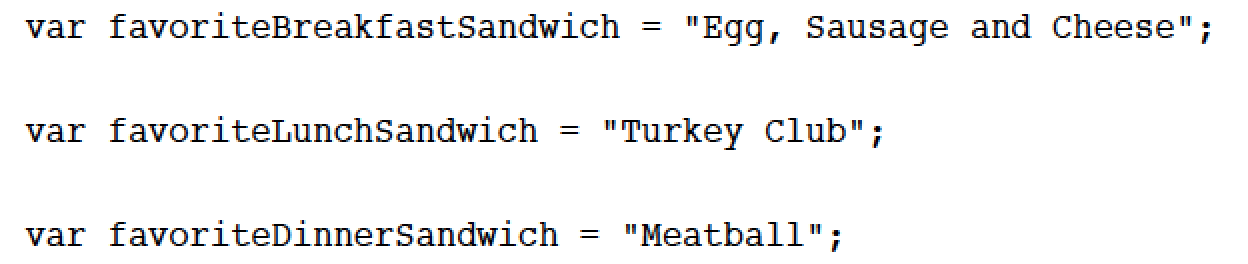 var favoriteBreakfastSandwich = "Egg, Sausage and Cheese";
var favoriteLunchSandwich = "Turkey Club";
var favoriteDinnerSandwich = "Meatball";